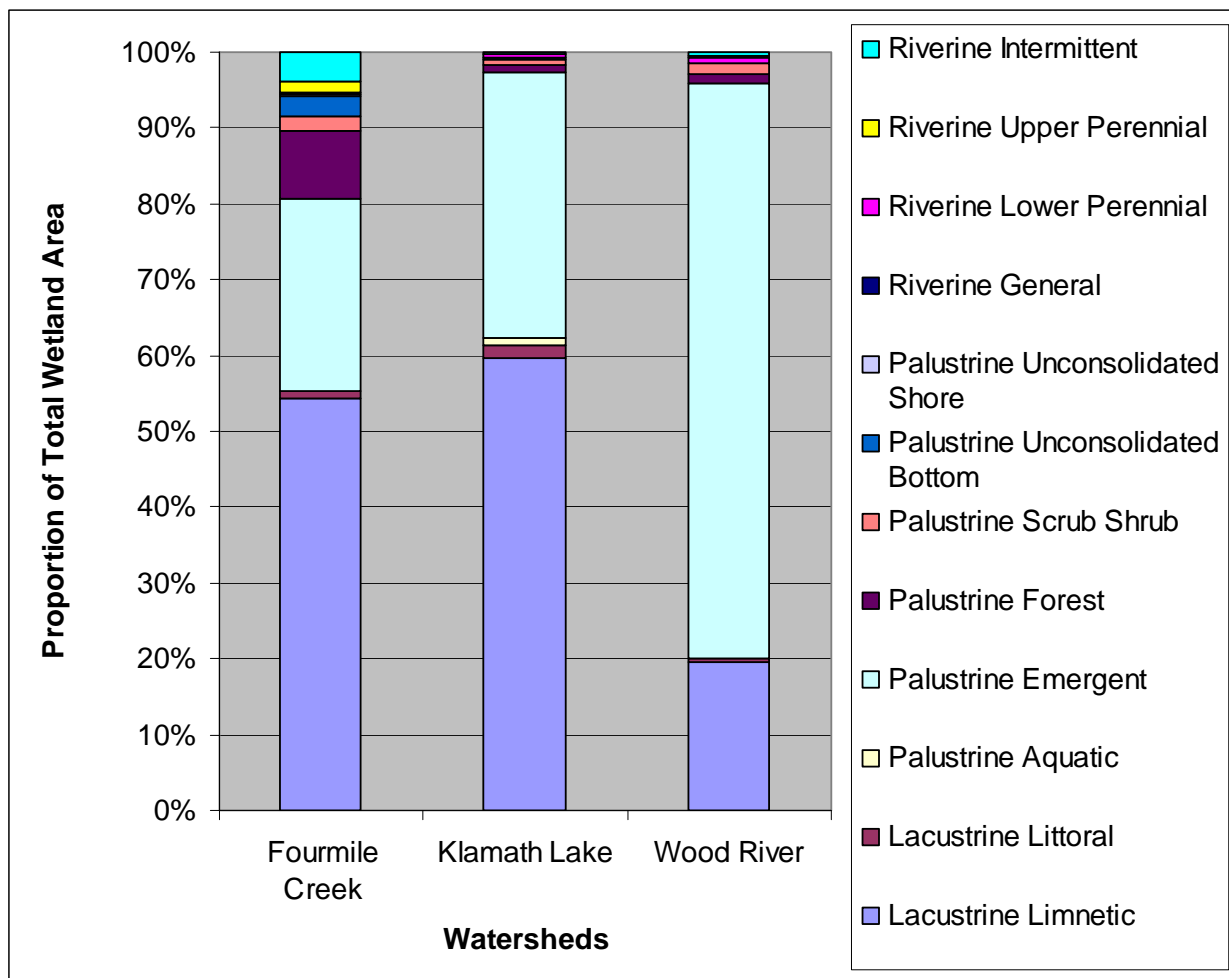 Proportion of Total Wetland Area
100%
90%
80%
70%
60%
50%
40%
30%
20%
10%
0%
Fourmile
Creek
Klamath Lake
Wood River
Watersheds
Riverine Intermittent
Riverine Upper Perennial
Riverine Lower Perennial
Riverine General
Palustrine Unconsolidated
Shore
Palustrine Unconsolidated
Bottom
Palustrine Scrub Shrub
Palustrine Forest
Palustrine Emergent
Palustrine Aquatic
Lacustrine Littoral
Lacustrine Limnetic